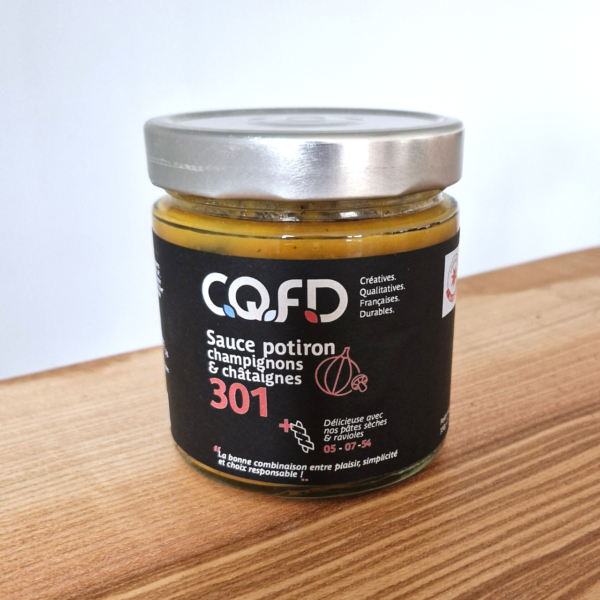 C.Q.F.D
Créatives.
Qualitatives.
Françaises.
Durables.
Sauce potiron
champignons
& châtaignes
301
+
Délicieuse avec
nos pâtes sèches
& ravioles
05 - 07 - 54
"La bonne combinaison entre plaisir, simplicité
et choix responsable ! "